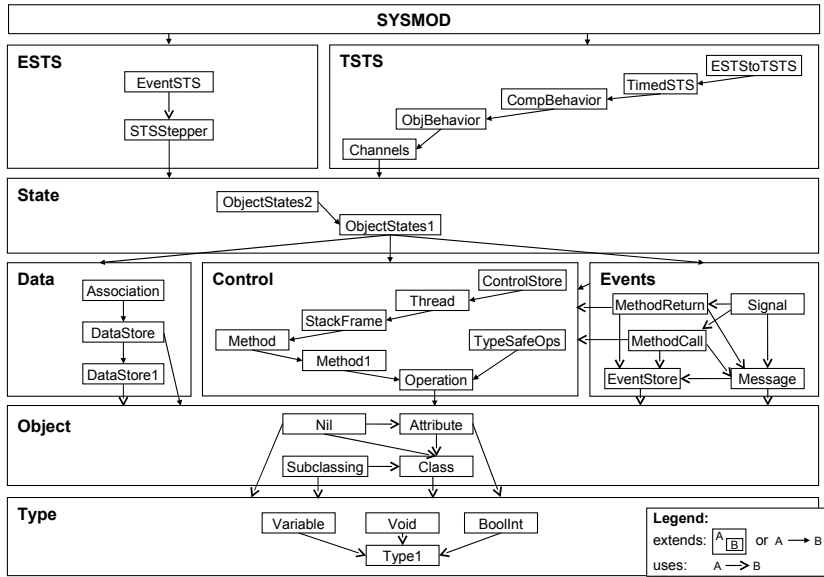 SYSMOD
ESTS
EventSTS
STSStepper
TSTS
ESTStoTSTS
TimedSTS
CompBehavior
ObjBehavior
Channels
State
ObjectStates2
ObjectStates1
Data
Association
DataStore
DataStore1
Control
ControlStore
Thread
StackFrame
Method
TypeSafeOps
Method1
Operation
Events
MethodReturn
Signal
MethodCall
EventStore
Message
Object
Nil
Attribute
Subclassing
Class
Type
Variable
Void
BoolInt
Type1
Legend:
extends: A B or A B
uses: A B